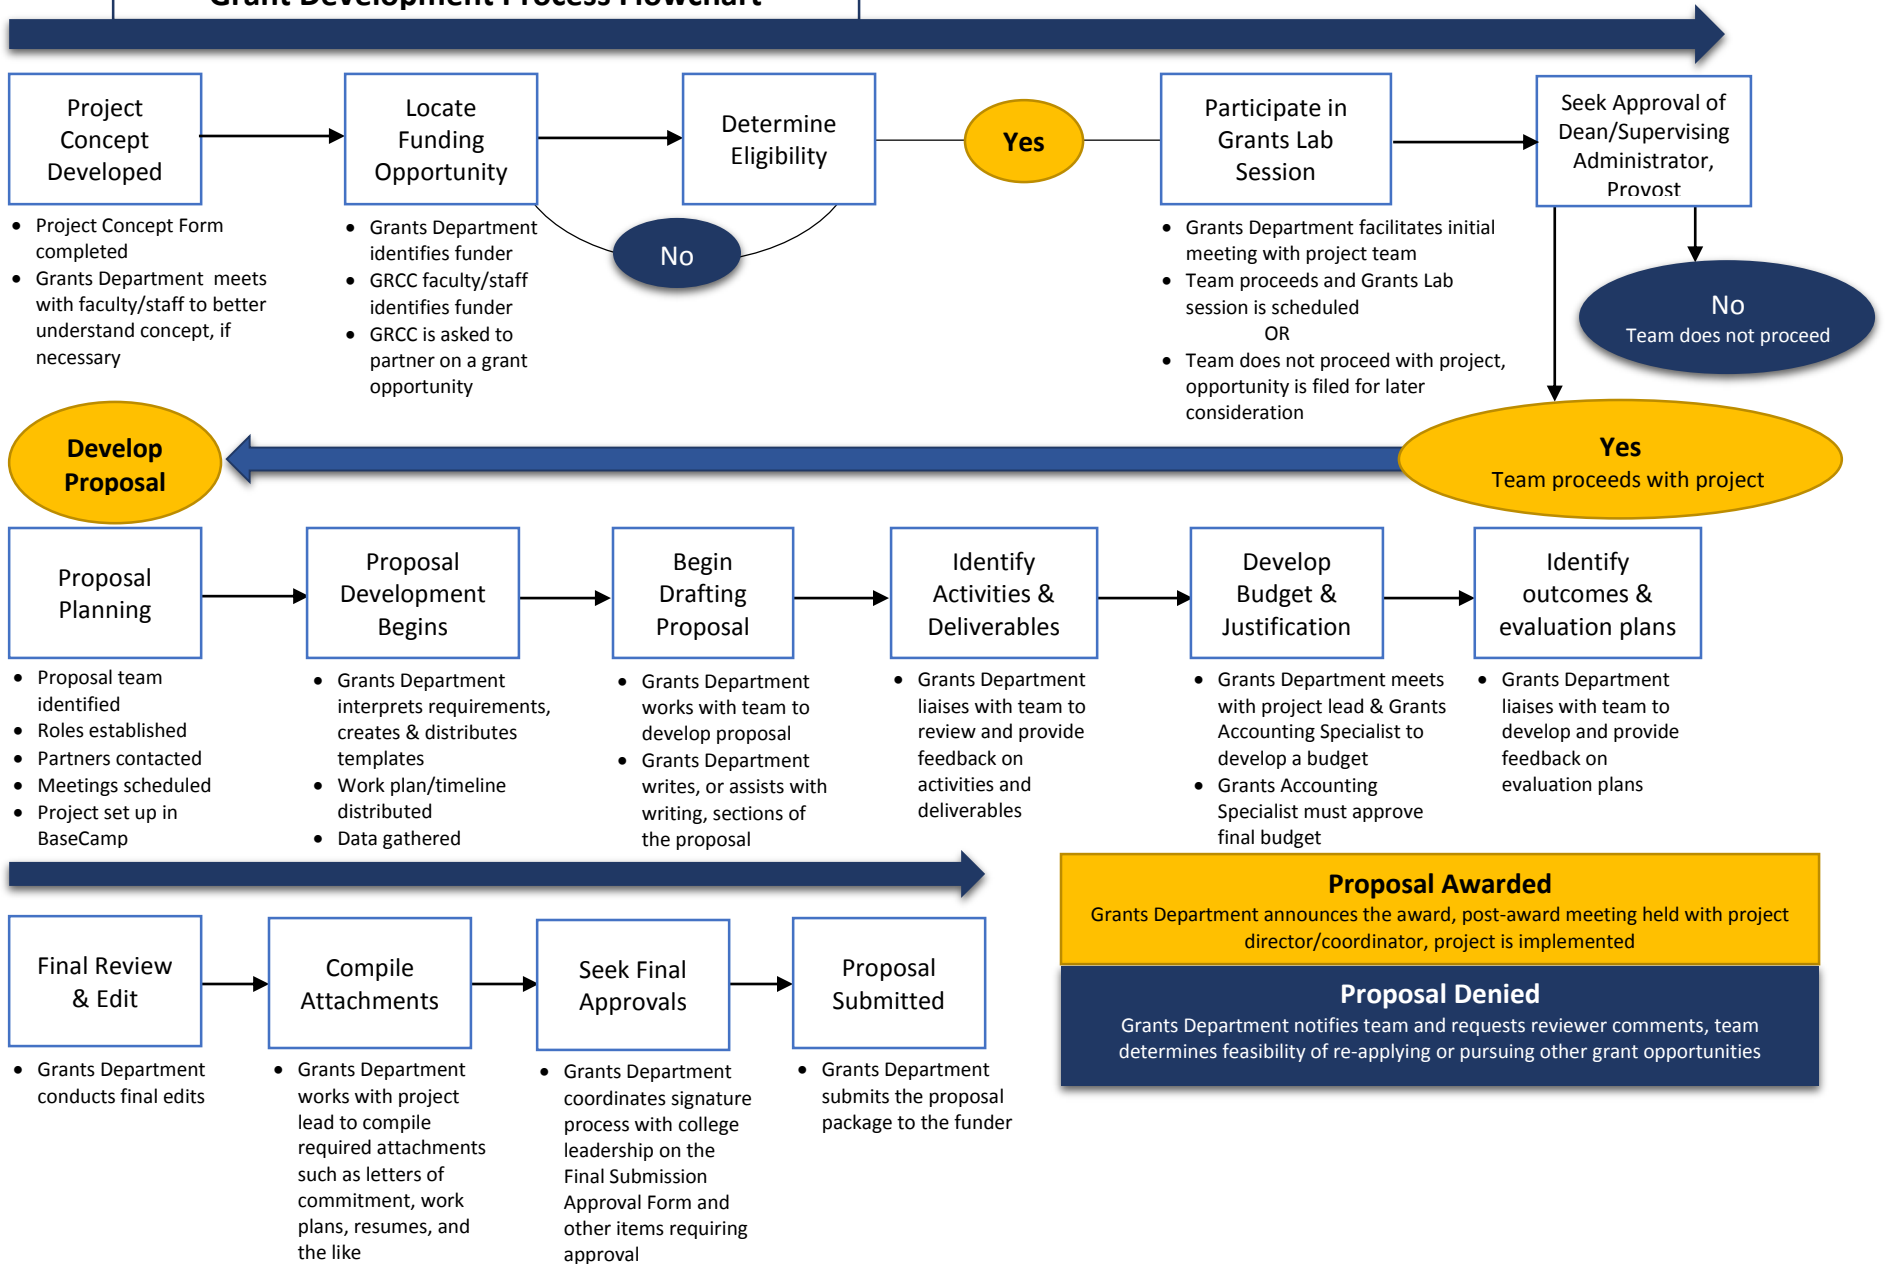 Grant Development Process Flowchart
Project
Concept
Developed
Locate
Funding
Opportunity
Determine
Eligibility
Yes
Participate in
Grants Lab
Session
Seek Approval of
Dean/Supervising
Administrator,
Provost
• Project Concept Form
completed
• Grants Department meets
with faculty/staff to better
understand concept, if
necessary
• Grants Department
identifies funder
• GRCC faculty/staff
identifies funder
• GRCC is asked to
partner on a grant
opportunity
No
• Grants Department facilitates initial
meeting with project team
• Team proceeds and Grants Lab
session is scheduled
OR
• Team does not proceed with project,
opportunity is filed for later
consideration
No
Team does not proceed
Yes
Team proceeds with project
Develop
Proposal
Proposal
Planning
Proposal
Development
Begins
Begin
Drafting
Proposal
Identify
Activities &
Deliverables
Develop
Budget &
Justification
Identify
outcomes &
evaluation plans
• Proposal team
identified
• Roles established
• Partners contacted
• Meetings scheduled
• Project set up in
BaseCamp
• Grants Department
interprets requirements,
creates & distributes
templates
• Work plan/timeline
distributed
• Data gathered
• Grants Department
works with team to
develop proposal
• Grants Department
writes, or assists with
writing, sections of
the proposal
• Grants Department
liaises with team to
review and provide
feedback on
activities and
deliverables
• Grants Department meets
with project lead & Grants
Accounting Specialist to
develop a budget
• Grants Accounting
Specialist must approve
final budget
• Grants Department
liaises with team to
develop and provide
feedback on
evaluation plans
Final Review
& Edit
Compile
Attachments
Seek Final
Approvals
Proposal
Submitted
• Grants Department
conducts final edits
• Grants Department
works with project
lead to compile
required attachments
such as letters of
commitment, work
plans, resumes, and
the like
• Grants Department
coordinates signature
process with college
leadership on the
Final Submission
Approval Form and
other items requiring
approval
• Grants Department
submits the proposal
package to the funder
Proposal Awarded
Grants Department announces the award, post-award meeting held with project
director/coordinator, project is implemented
Proposal Denied
Grants Department notifies team and requests reviewer comments, team
determines feasibility of re-applying or pursuing other grant opportunities